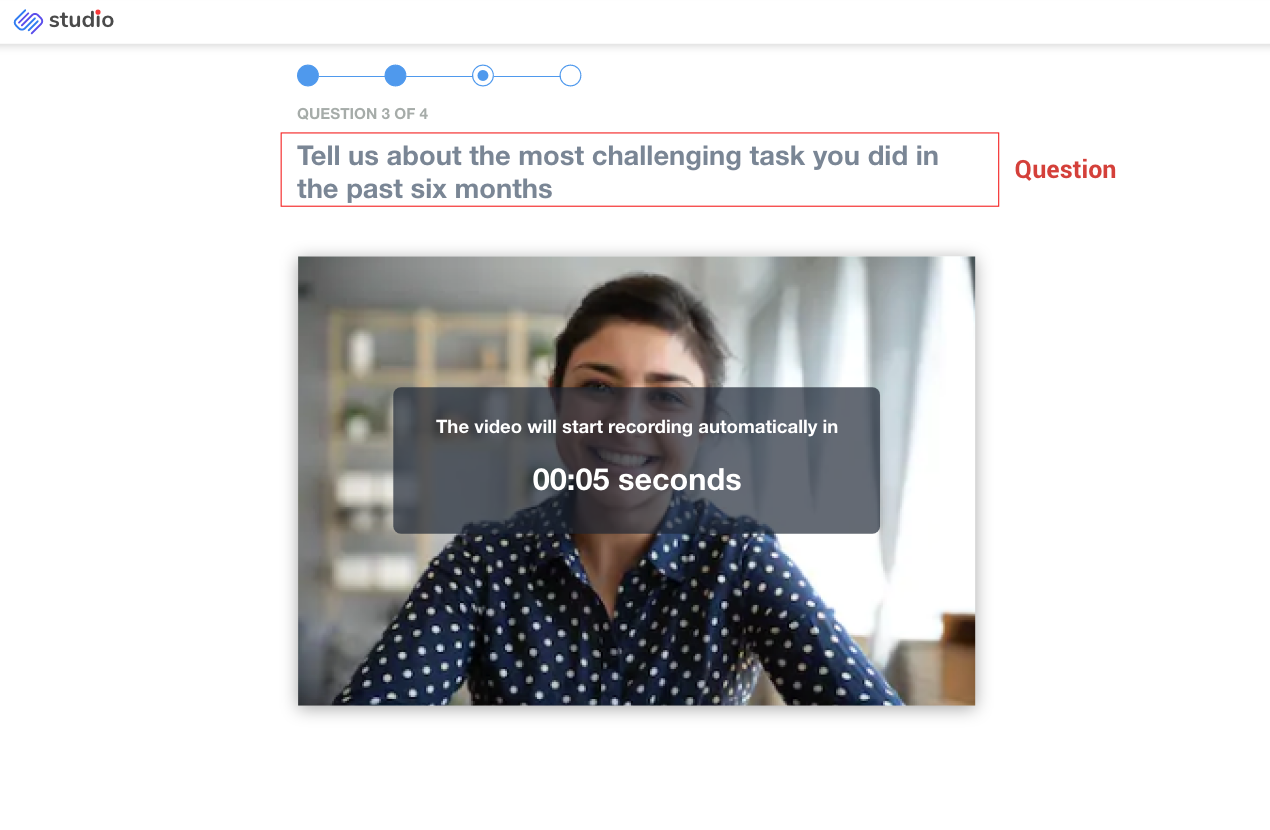 studio
QUESTION 3 OF 4
Tell us about the most challenging task you did in
the past six months
Question
The video will start recording automatically in
00:05 seconds